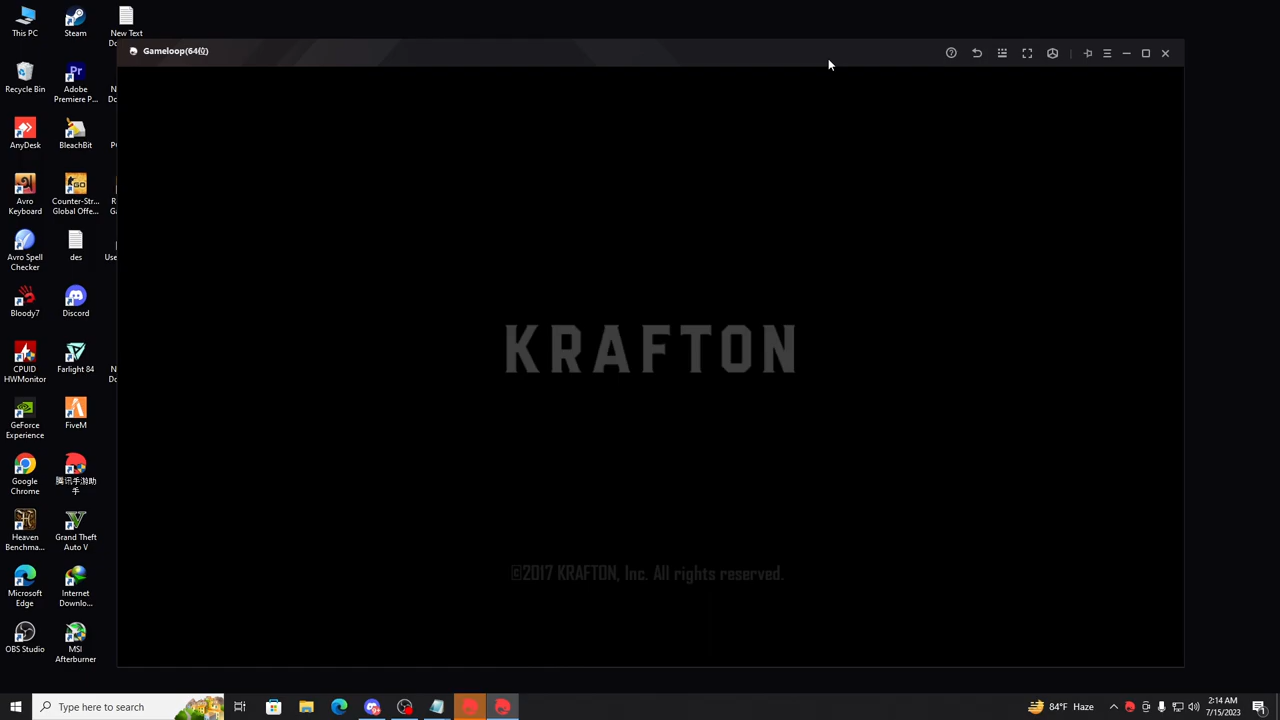 This PC
Steam
New Text
Do...
Recycle Bin
Adobe
Premiere P...
AnyDesk
BleachBit
Avro
Keyboard
Counter-Str...
Global Offe...
Avro Spell
Checker
des
Use
Bloody7
Discord
CPUID
HWMonitor
Farlight 84
GeForce
Experience
FiveM
Google
Chrome
腾讯手游助
手
Heaven
Benchma...
Grand Theft
Auto V
Microsoft
Edge
Internet
Downlo...
OBS Studio
MSI
Afterburner
Gameloop(64位)
KRAFTON
©2017 KRAFTON, Inc. All rights reserved.
Type here to search
84°F Haze
2:14 AM
7/15/2023